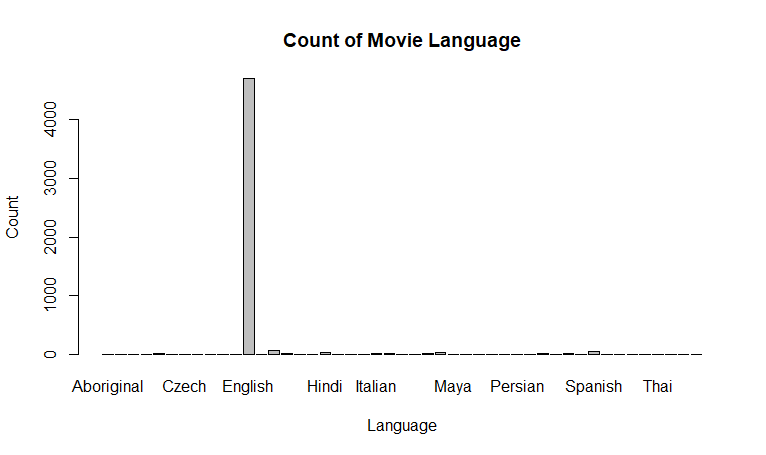 Count of Movie Language
Count
4000
3000
2000
1000
0
Aboriginal Czech English Hindi Italian Maya Persian Spanish Thai
Language